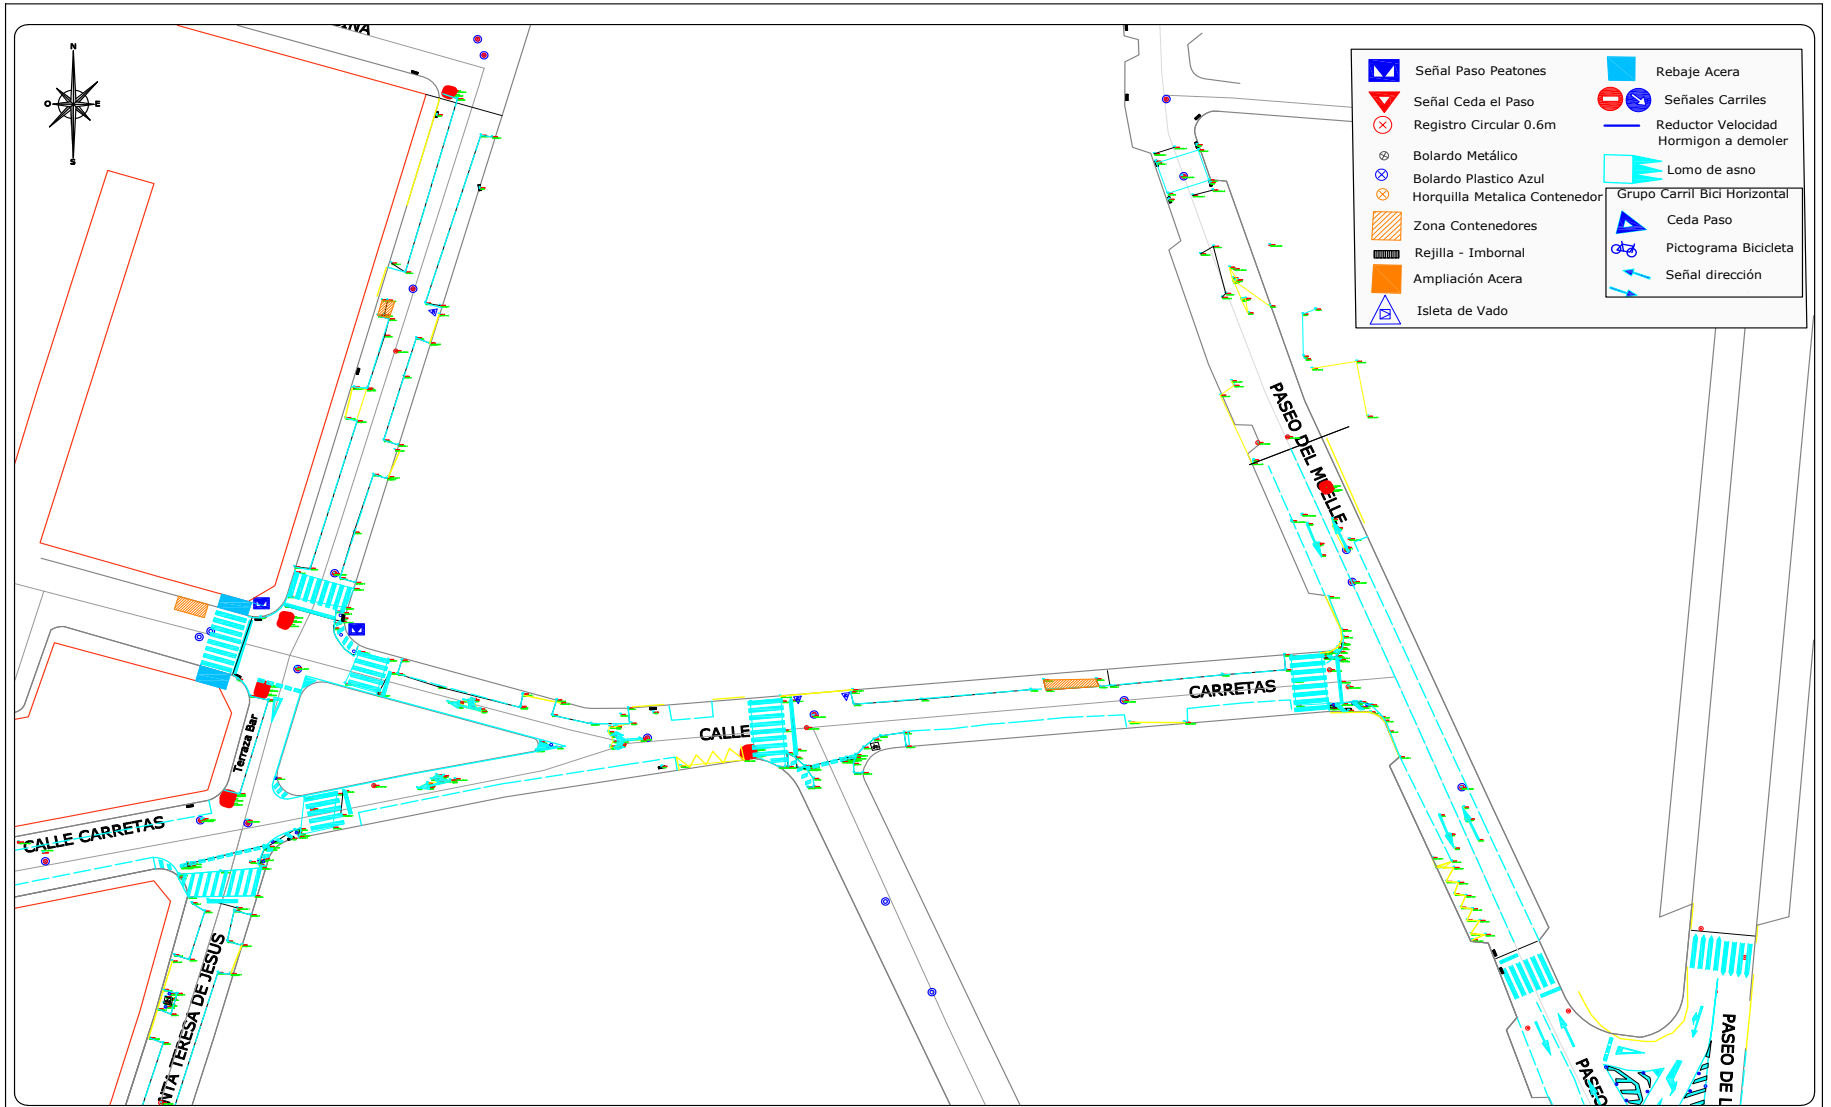 N
O
E
S
Señal Paso Peatones
Señal Ceda el Paso
Registro Circular 0.6m
Bolardo Metálico
Bolardo Plastico Azul
Horquilla Metalica Contenedor
Zona Contenedores
Rejilla - Imbornal
Ampliación Acera
Isleta de Vado
Rebaje Acera
Señales Carriles
Reductor Velocidad
Hormigon a demoler
Lomo de asno
Grupo Carril Bici Horizontal
Ceda Paso
Pictograma Bicicleta
Señal dirección
PASEO DEL MUELLE
CALLE
CARRETAS
Terraza Bar
CALLE CARRETAS
NTA TERESA DE JESUS
PASEO
PASEO DE L